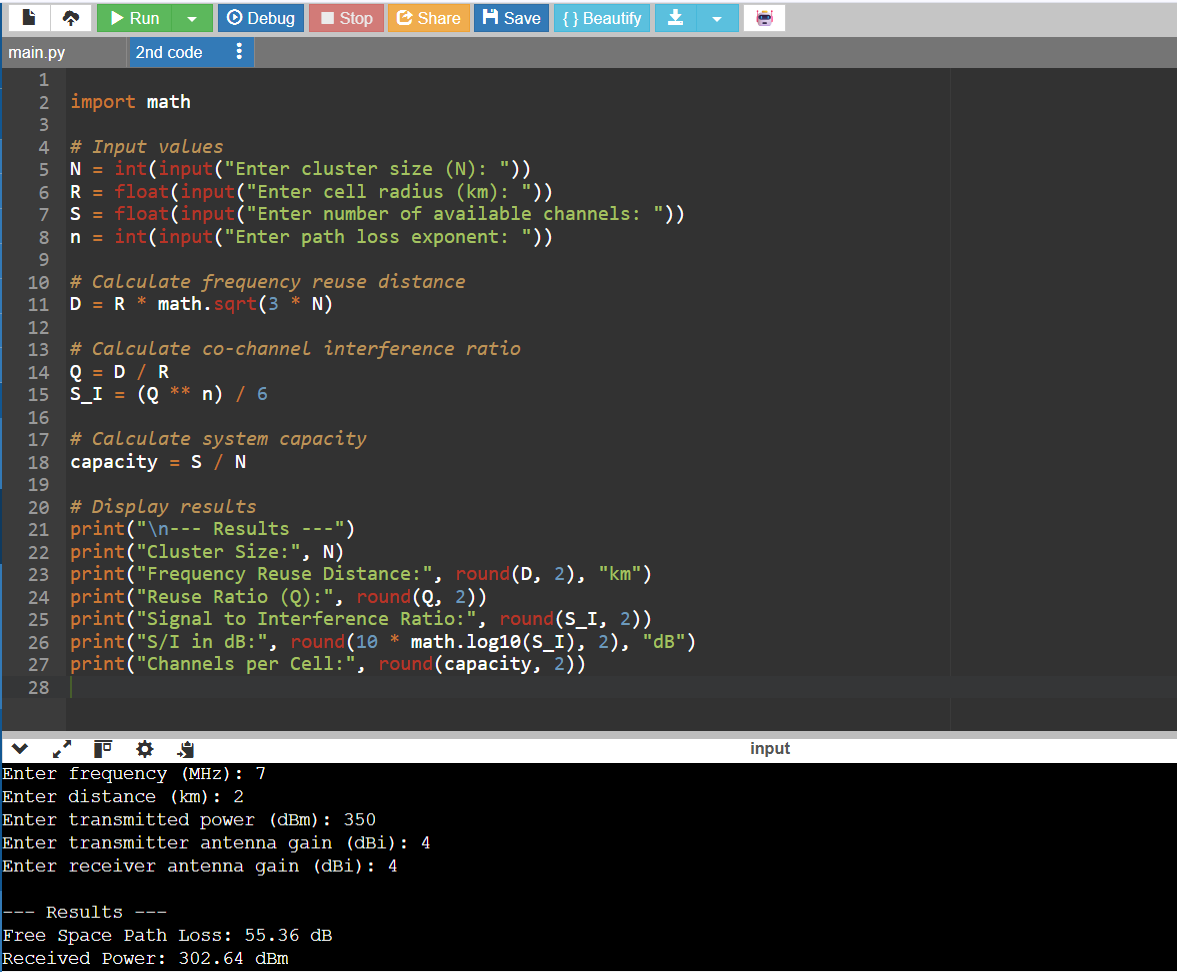 Run Debug Stop Share Save { } Beautify
main.py 2nd code
1
2 import math
3
4 # Input values
5 N = int(input("Enter cluster size (N): "))
6 R = float(input("Enter cell radius (km): "))
7 S = float(input("Enter number of available channels: "))
8 n = int(input("Enter path loss exponent: "))
9
10 # Calculate frequency reuse distance
11 D = R * math.sqrt(3 * N)
12
13 # Calculate co-channel interference ratio
14 Q = D / R
15 S_I = (Q ** n) / 6
16
17 # Calculate system capacity
18 capacity = S / N
19
20 # Display results
21 print("\n--- Results ---")
22 print("Cluster Size:", N)
23 print("Frequency Reuse Distance:", round(D, 2), "km")
24 print("Reuse Ratio (Q):", round(Q, 2))
25 print("Signal to Interference Ratio:", round(S_I, 2))
26 print("S/I in dB:", round(10 * math.log10(S_I), 2), "dB")
27 print("Channels per Cell:", round(capacity, 2))
28
input
Enter frequency (MHz): 7
Enter distance (km): 2
Enter transmitted power (dBm): 350
Enter transmitter antenna gain (dBi): 4
Enter receiver antenna gain (dBi): 4
--- Results ---
Free Space Path Loss: 55.36 dB
Received Power: 302.64 dBm